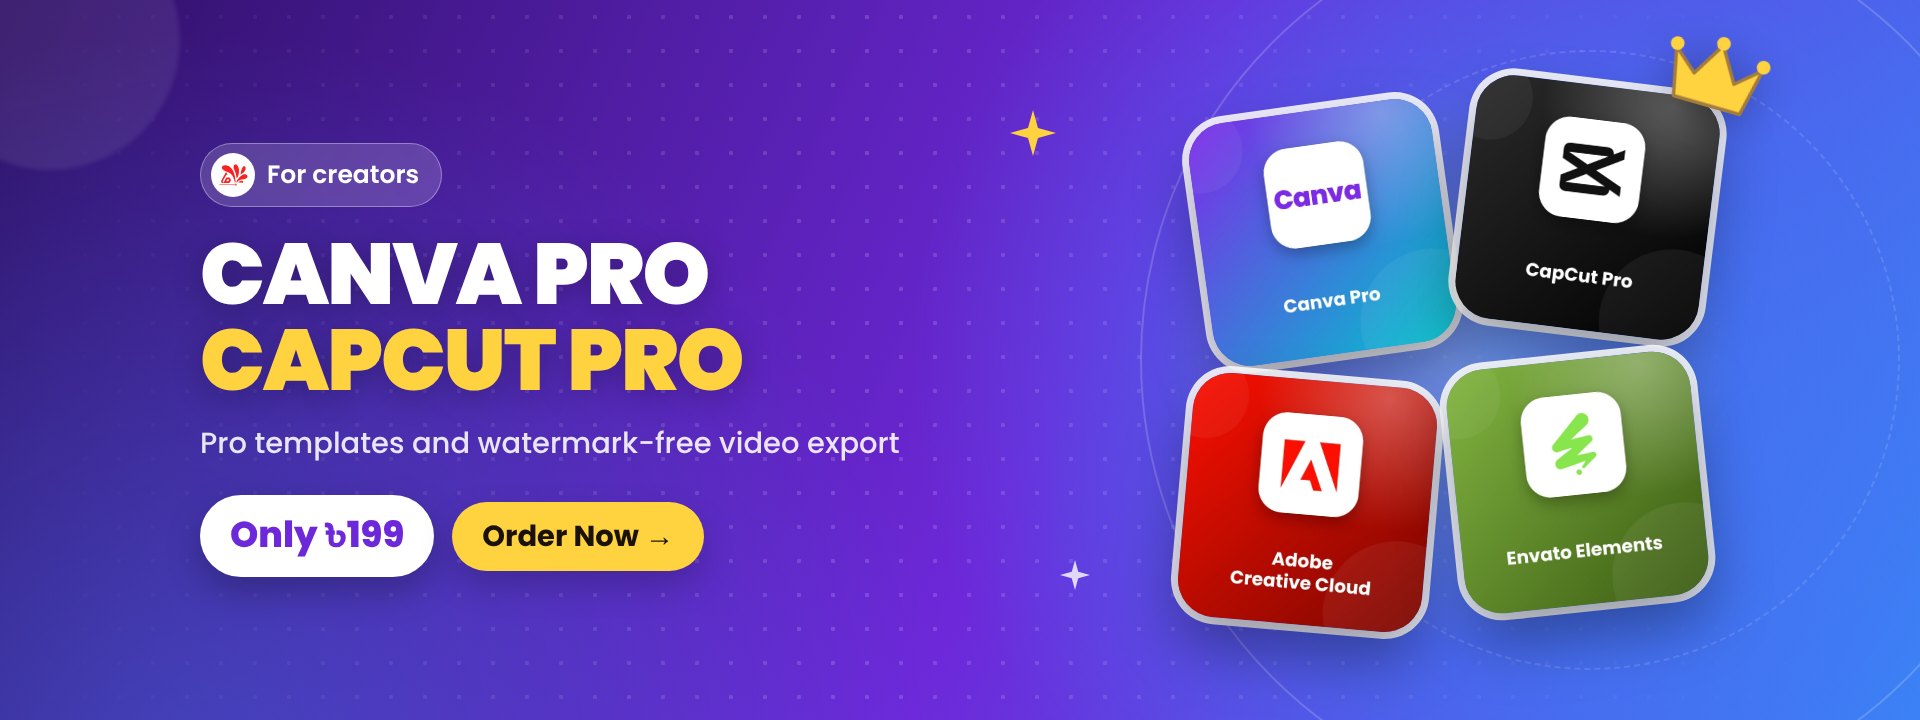 For creators
CANVA PRO
CAPCUT PRO
Pro templates and watermark-free video export
Only ৳199
Order Now →
Canva
Canva Pro
CapCut Pro
Adobe
Creative Cloud
Envato Elements